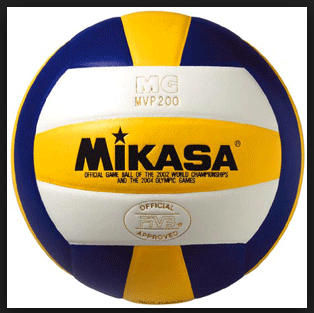 MG
MVP200
MIKASA®
OFFICIAL GAME BALL OF THE 2002 WORLD CHAMPIONSHIPS
AND THE 2004 OLYMPIC GAMES
OFFICIAL
FIVB
APPROVED